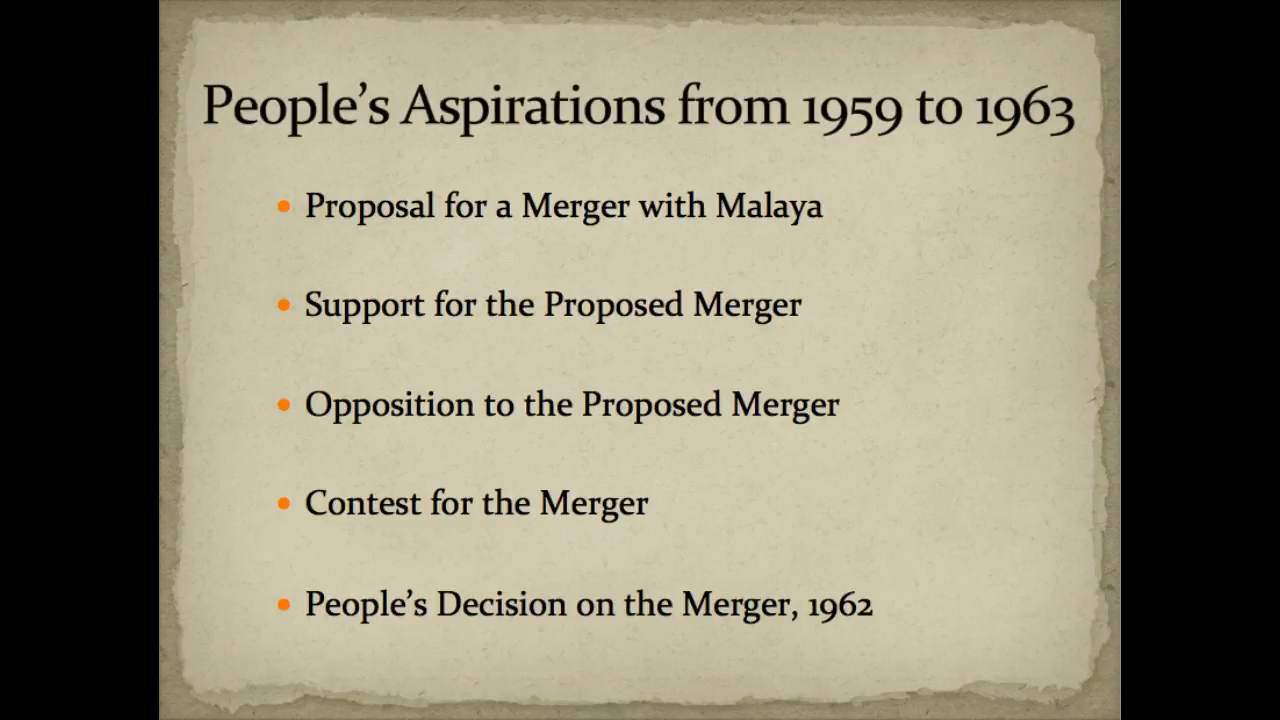 People’s Aspirations from 1959 to 1963
• Proposal for a Merger with Malaya
• Support for the Proposed Merger
• Opposition to the Proposed Merger
• Contest for the Merger
• People’s Decision on the Merger, 1962